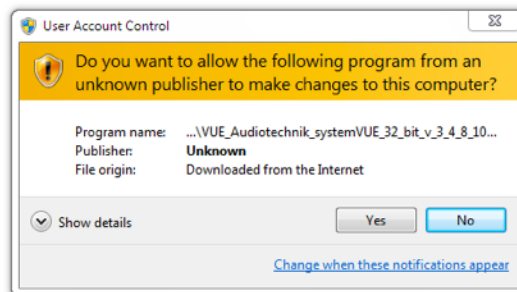 User Account Control
Do you want to allow the following program from an
unknown publisher to make changes to this computer?
Program name: ...\VUE_Audiotechnik_systemVUE_32_bit_v_3_4_8_10...
Publisher: Unknown
File origin: Downloaded from the Internet
Show details Yes No
Change when these notifications appear